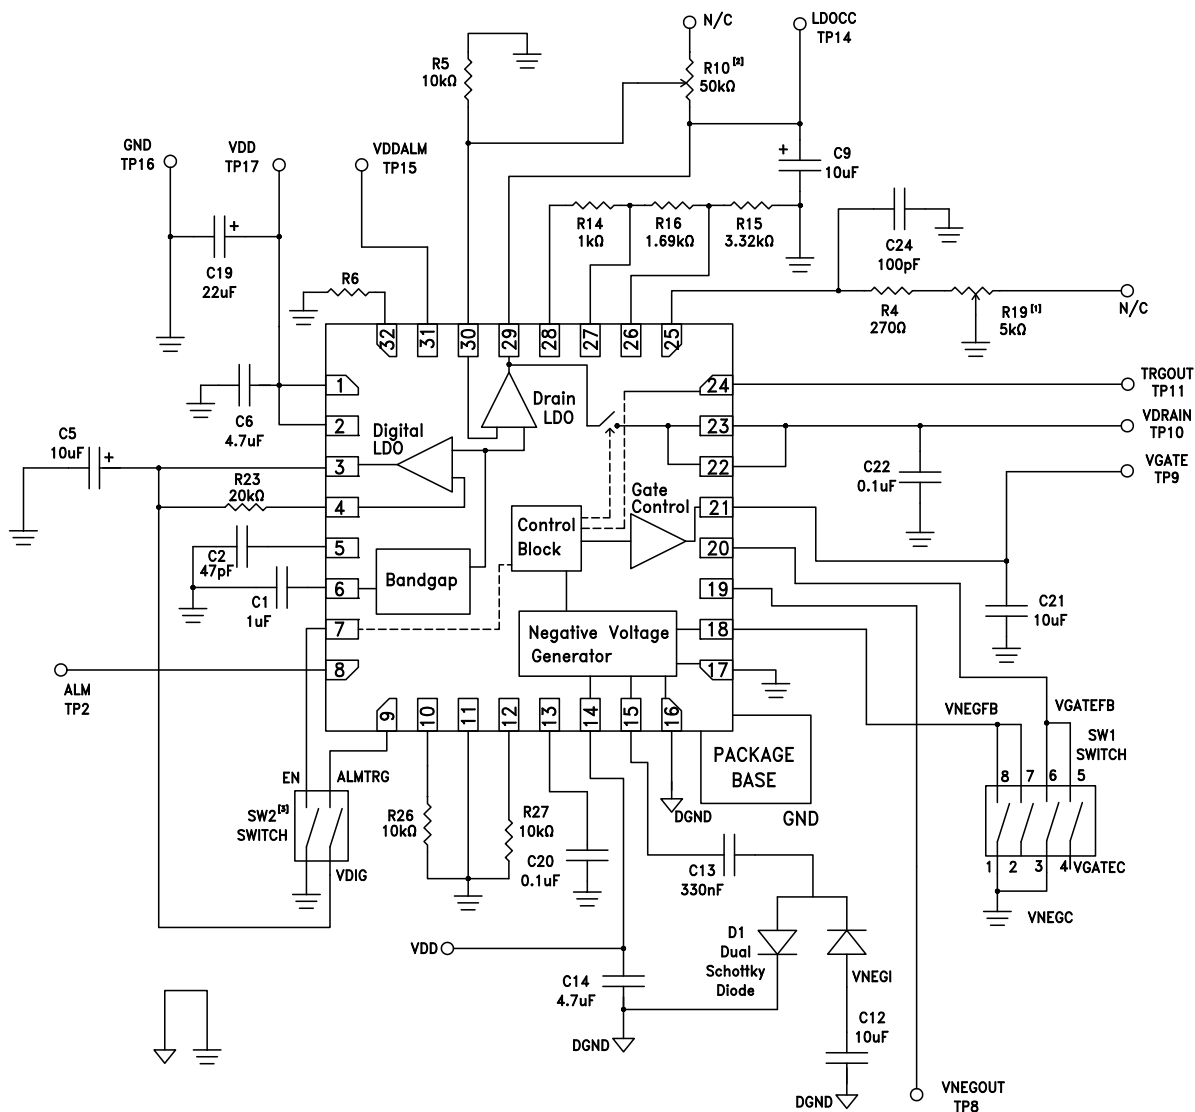 N/C
LDOCC
TP14
R5
10kΩ
R10[2]
50kΩ
GND
TP16
VDD
TP17
VDDALM
TP15
+
C9
10uF
R14
1kΩ
R16
1.69kΩ
R15
3.32kΩ
C24
100pF
+
C19
22uF
R6
R4
270Ω
R19[1]
5kΩ
N/C
32
31
30
29
28
27
26
25
1
2
3
4
5
6
7
8
24
23
22
21
20
19
18
17
9
10
11
12
13
14
15
16
Drain
LDO
Digital
LDO
Gate
Control
Control
Block
Bandgap
Negative Voltage
Generator
TRGOUT
TP11
VDRAIN
TP10
VGATE
TP9
C6
4.7uF
C5
10uF
+
R23
20kΩ
C2
47pF
C1
1uF
C22
0.1uF
C21
10uF
ALM
TP2
VNEGFB
VGATEFB
SW1
SWITCH
8
7
6
5
1
2
3
4
VGATEC
VNEGC
EN
ALMTRG
SW2[3]
SWITCH
VDIG
R26
10kΩ
R27
10kΩ
C20
0.1uF
DGND
PACKAGE
BASE
GND
C13
330nF
D1
Dual
Schottky
Diode
VNEGI
VDD
C14
4.7uF
DGND
C12
10uF
DGND
VNEGOUT
TP8